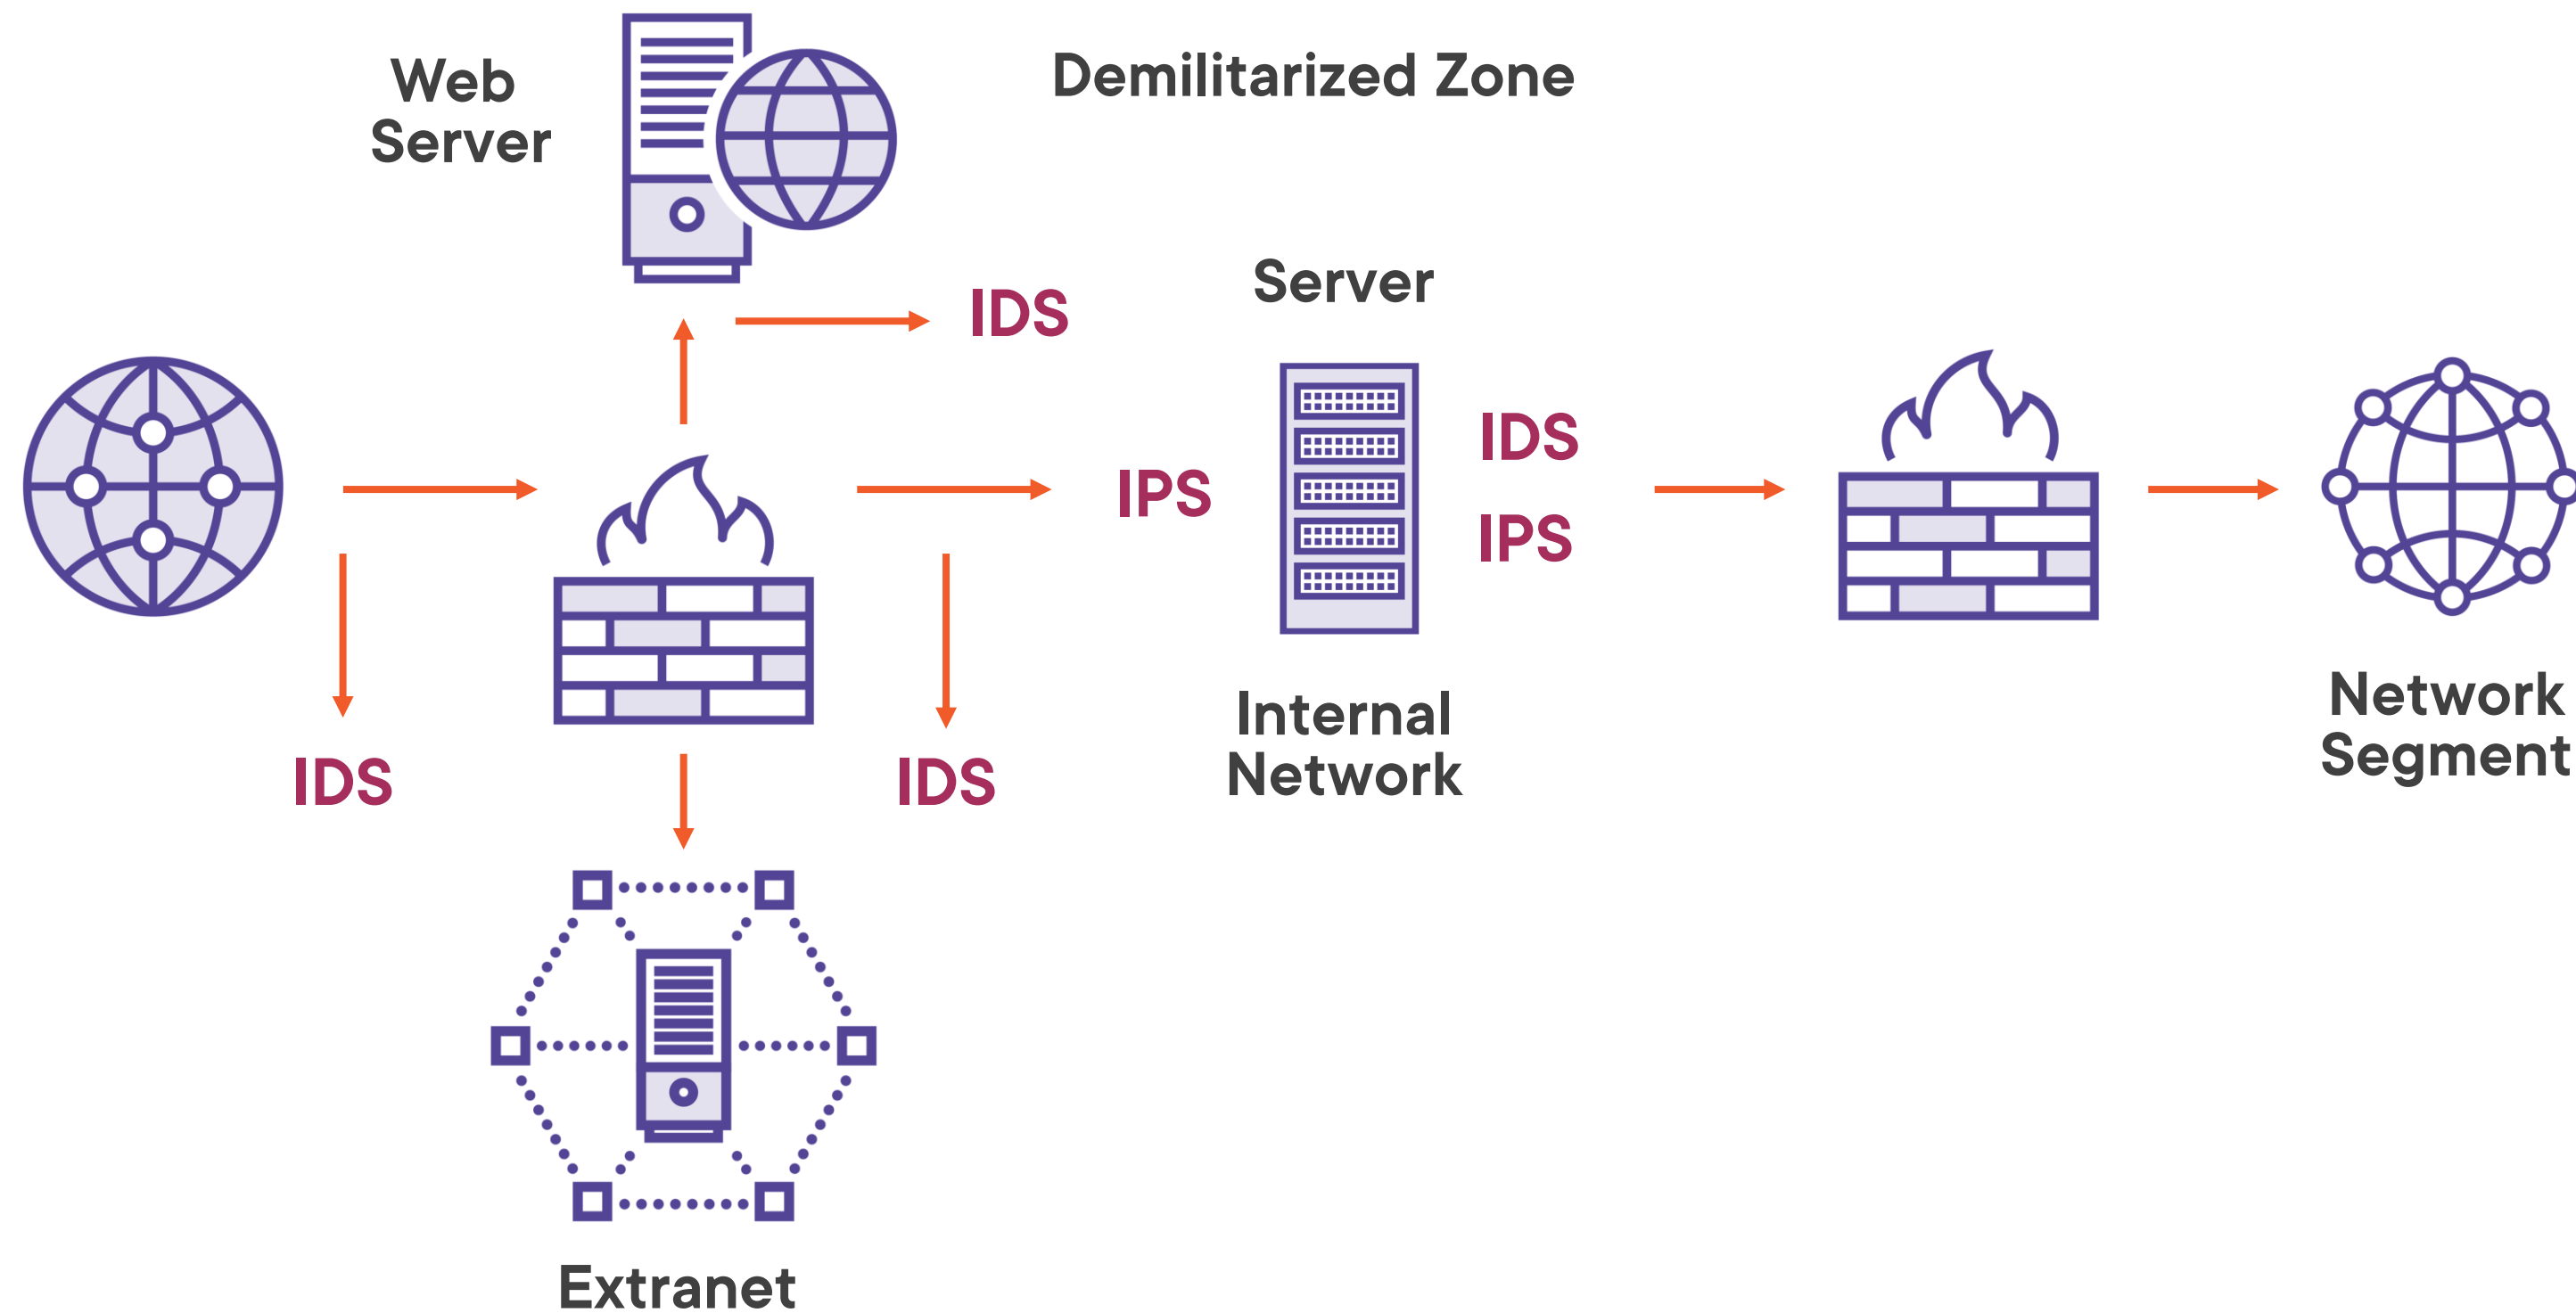 Web
Server
Demilitarized Zone
IDS
Server
IPS
IDS
IPS
Internal
Network
Network
Segment
IDS
IDS
Extranet